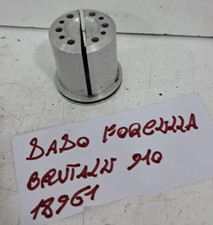 DADO FORCELLA
BRUTALE 910
18961